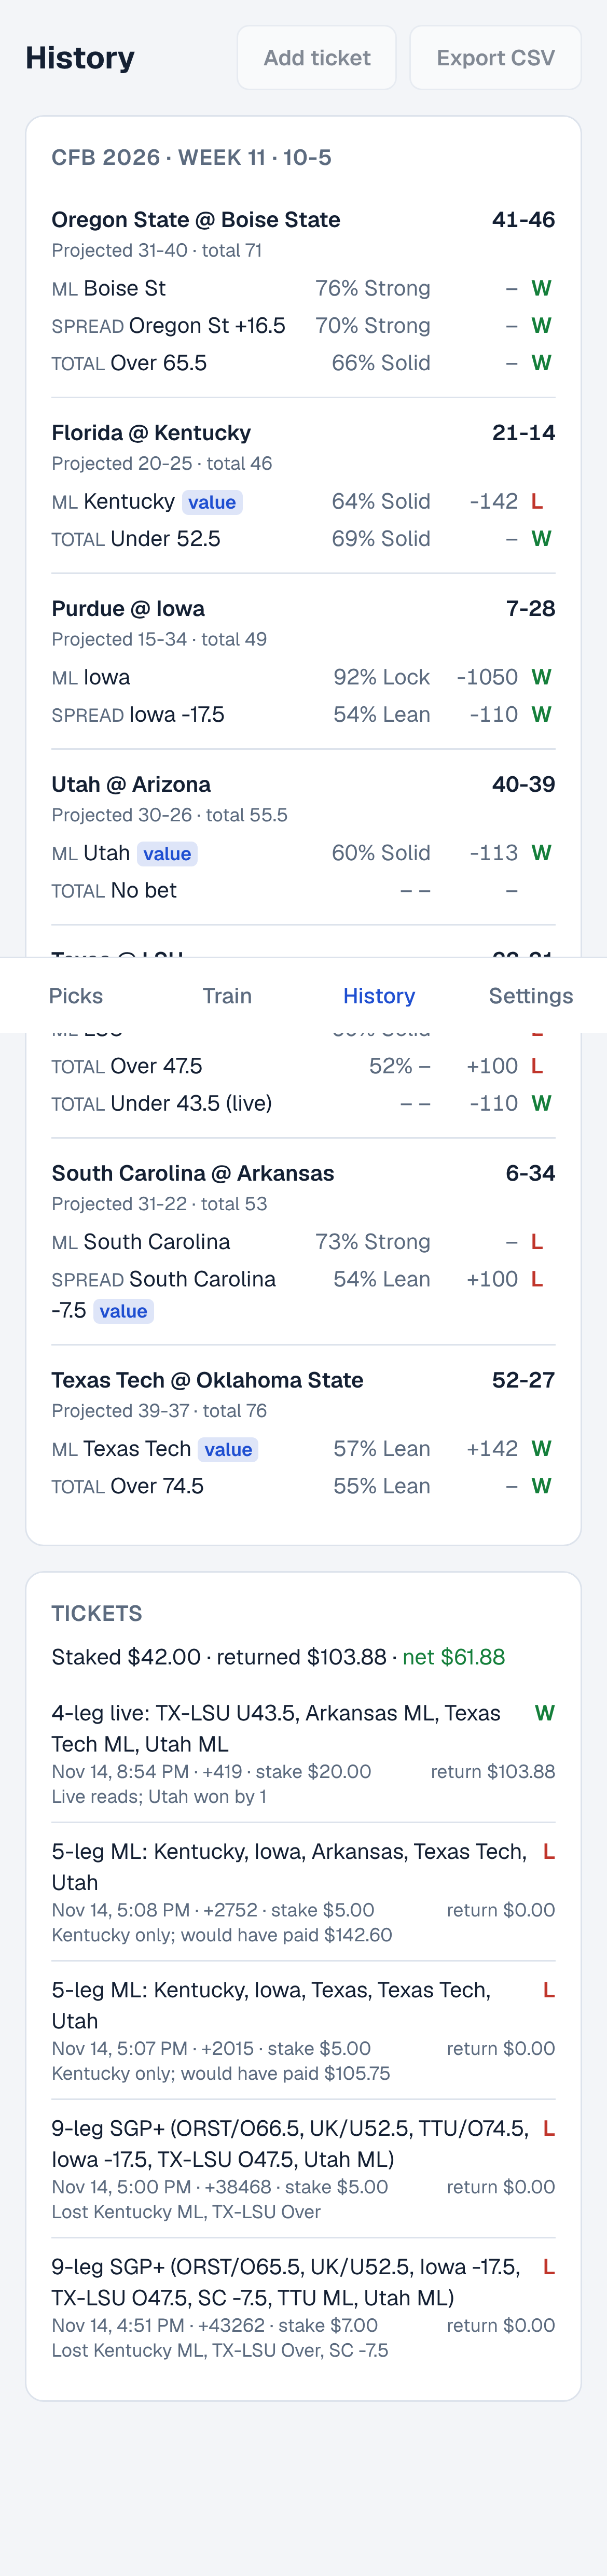 History
Add ticket
Export CSV
CFB 2026 · WEEK 11 · 10-5
Oregon State @ Boise State 41-46
Projected 31-40 · total 71
ML Boise St 76% Strong – W
SPREAD Oregon St +16.5 70% Strong – W
TOTAL Over 65.5 66% Solid – W
Florida @ Kentucky 21-14
Projected 20-25 · total 46
ML Kentucky value 64% Solid -142 L
TOTAL Under 52.5 69% Solid – W
Purdue @ Iowa 7-28
Projected 15-34 · total 49
ML Iowa 92% Lock -1050 W
SPREAD Iowa -17.5 54% Lean -110 W
Utah @ Arizona 40-39
Projected 30-26 · total 55.5
ML Utah value 60% Solid -113 W
TOTAL No bet – – –
Texas @ LSU
Picks Train History Settings
ML LSU Solid L
TOTAL Over 47.5 52% – +100 L
TOTAL Under 43.5 (live) – – -110 W
South Carolina @ Arkansas 6-34
Projected 31-22 · total 53
ML South Carolina 73% Strong – L
SPREAD South Carolina 54% Lean +100 L
-7.5 value
Texas Tech @ Oklahoma State 52-27
Projected 39-37 · total 76
ML Texas Tech value 57% Lean +142 W
TOTAL Over 74.5 55% Lean – W
TICKETS
Staked $42.00 · returned $103.88 · net $61.88
4-leg live: TX-LSU U43.5, Arkansas ML, Texas W
Tech ML, Utah ML
Nov 14, 8:54 PM · +419 · stake $20.00 return $103.88
Live reads; Utah won by 1
5-leg ML: Kentucky, Iowa, Arkansas, Texas Tech, L
Utah
Nov 14, 5:08 PM · +2752 · stake $5.00 return $0.00
Kentucky only; would have paid $142.60
5-leg ML: Kentucky, Iowa, Texas, Texas Tech, L
Utah
Nov 14, 5:07 PM · +2015 · stake $5.00 return $0.00
Kentucky only; would have paid $105.75
9-leg SGP+ (ORST/O66.5, UK/U52.5, TTU/O74.5, L
Iowa -17.5, TX-LSU O47.5, Utah ML)
Nov 14, 5:00 PM · +38468 · stake $5.00 return $0.00
Lost Kentucky ML, TX-LSU Over
9-leg SGP+ (ORST/O65.5, UK/U52.5, Iowa -17.5, L
TX-LSU O47.5, SC -7.5, TTU ML, Utah ML)
Nov 14, 4:51 PM · +43262 · stake $7.00 return $0.00
Lost Kentucky ML, TX-LSU Over, SC -7.5